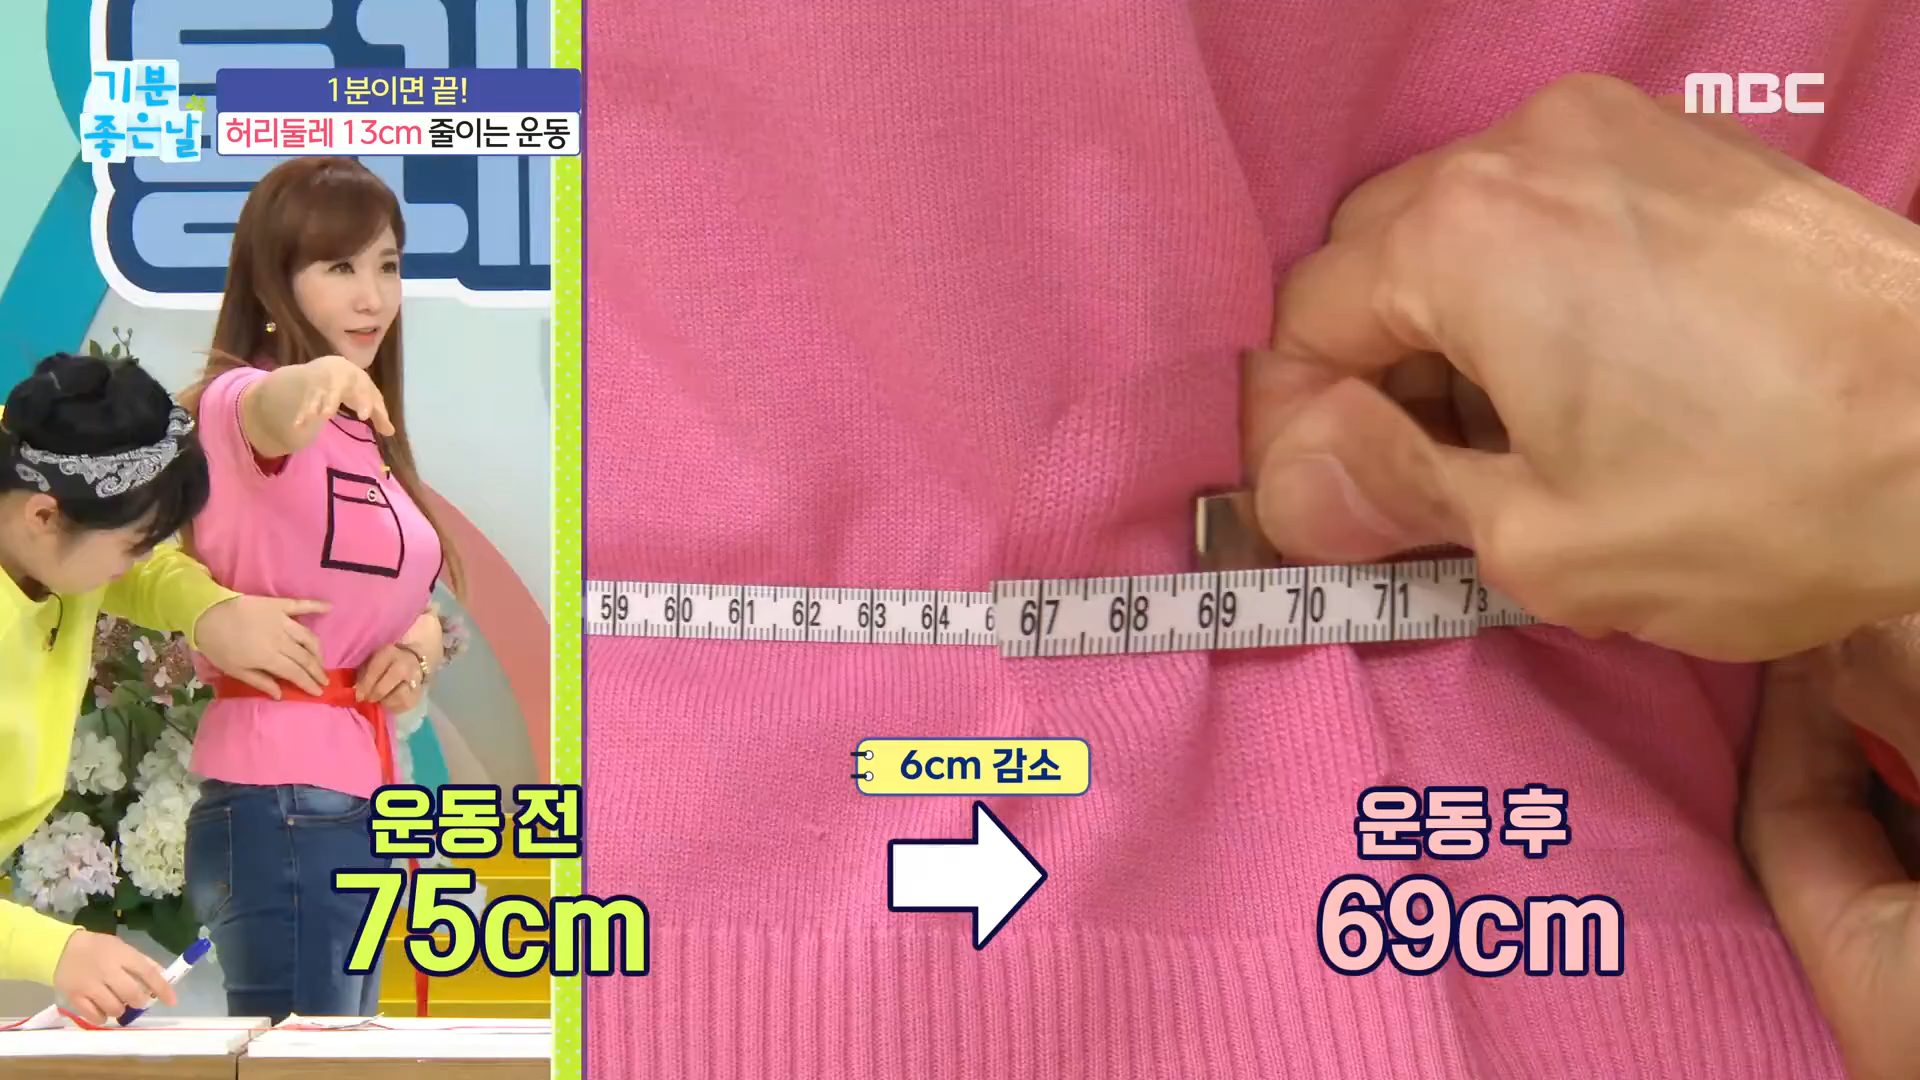 기분
좋은날
1분이면 끝!
허리둘레 13cm 줄이는 운동
MBC
59 60 61 62 63 64 6
67 68 69 70 71 73
6cm 감소
운동 전
75cm
운동 후
69cm